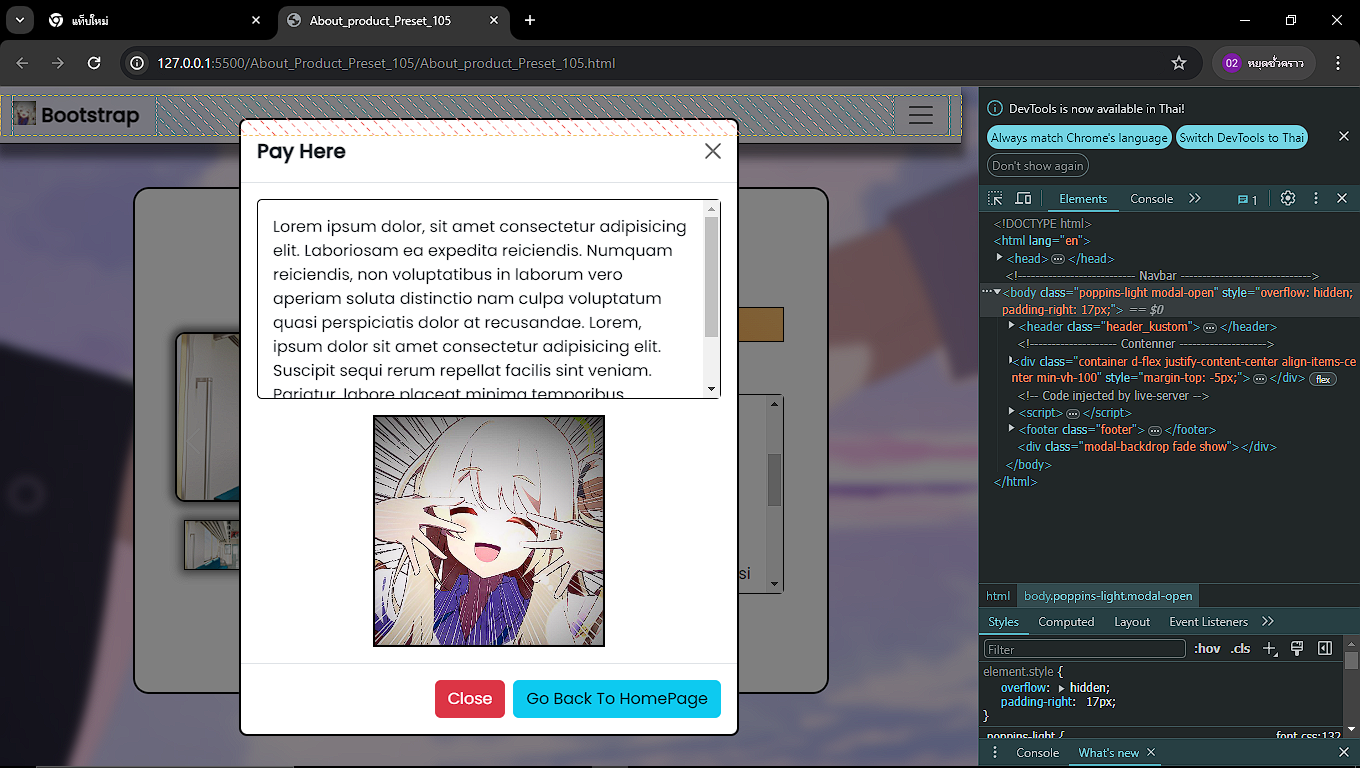 แท็บใหม่
About_product_Preset_105
127.0.0.1:5500/About_Product_Preset_105/About_product_Preset_105.html
02 หยุดชั่วคราว
Bootstrap
Pay Here
Lorem ipsum dolor, sit amet consectetur adipisicing
elit. Laboriosam ea expedita reiciendis. Numquam
reiciendis, non voluptatibus in laborum vero
aperiam soluta distinctio nam culpa voluptatum
quasi perspiciatis dolor at recusandae. Lorem,
ipsum dolor sit amet consectetur adipisicing elit.
Suscipit sequi rerum repellat facilis sint veniam.
Pariatur, labore placeat minima temporibus
si
Close
Go Back To HomePage
DevTools is now available in Thai!
Always match Chrome's language
Switch DevTools to Thai
Don't show again
Elements
Console
1
<!DOCTYPE html>
<html lang="en">
<head> ⋯ </head>
<!--------------------------- Navbar ------------------------------>
⋯<body class="poppins-light modal-open" style="overflow: hidden;
padding-right: 17px;"> == $0
<header class="header_kustom"> ⋯ </header>
<!-------------------- Contenner --------------------->
<div class="container d-flex justify-content-center align-items-ce
nter min-vh-100" style="margin-top: -5px;"> ⋯ </div> flex
<!-- Code injected by live-server -->
<script> ⋯ </script>
<footer class="footer"> ⋯ </footer>
<div class="modal-backdrop fade show"></div>
</body>
</html>
html
body.poppins-light.modal-open
Styles
Computed
Layout
Event Listeners
Filter
:hov
.cls
element.style {
overflow: hidden;
padding-right: 17px;
}
.poppins-light {
font.css:132
Console
What's new